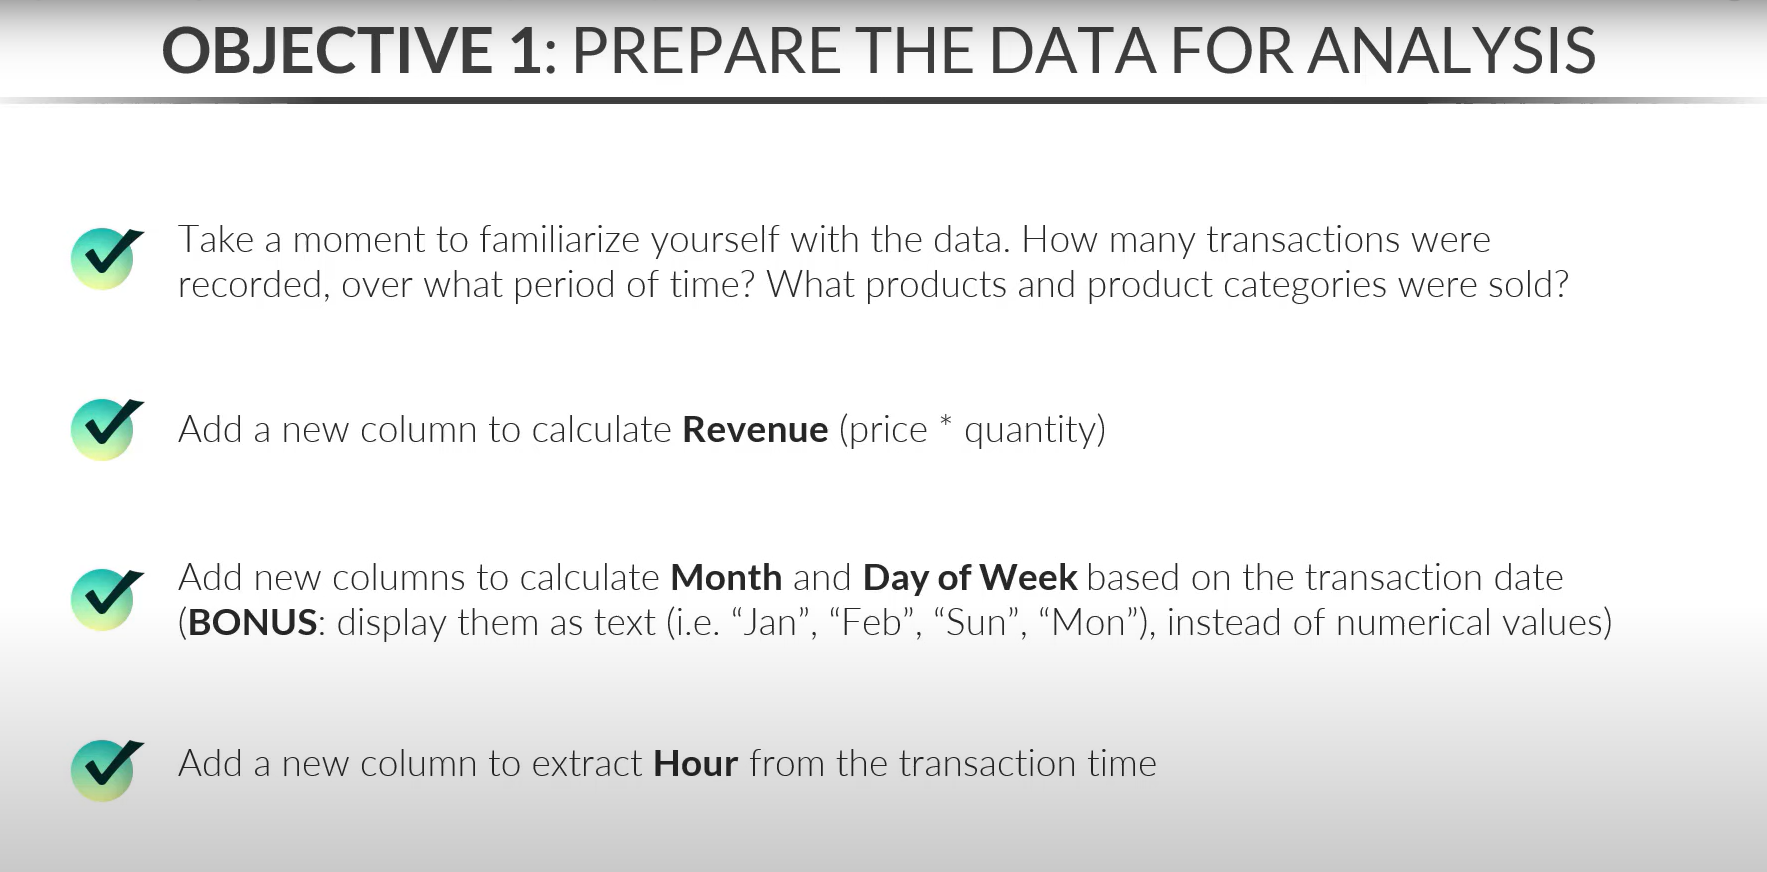 OBJECTIVE 1: PREPARE THE DATA FOR ANALYSIS
Take a moment to familiarize yourself with the data. How many transactions were
recorded, over what period of time? What products and product categories were sold?
Add a new column to calculate Revenue (price * quantity)
Add new columns to calculate Month and Day of Week based on the transaction date
(BONUS: display them as text (i.e. “Jan”, “Feb”, “Sun”, “Mon”), instead of numerical values)
Add a new column to extract Hour from the transaction time